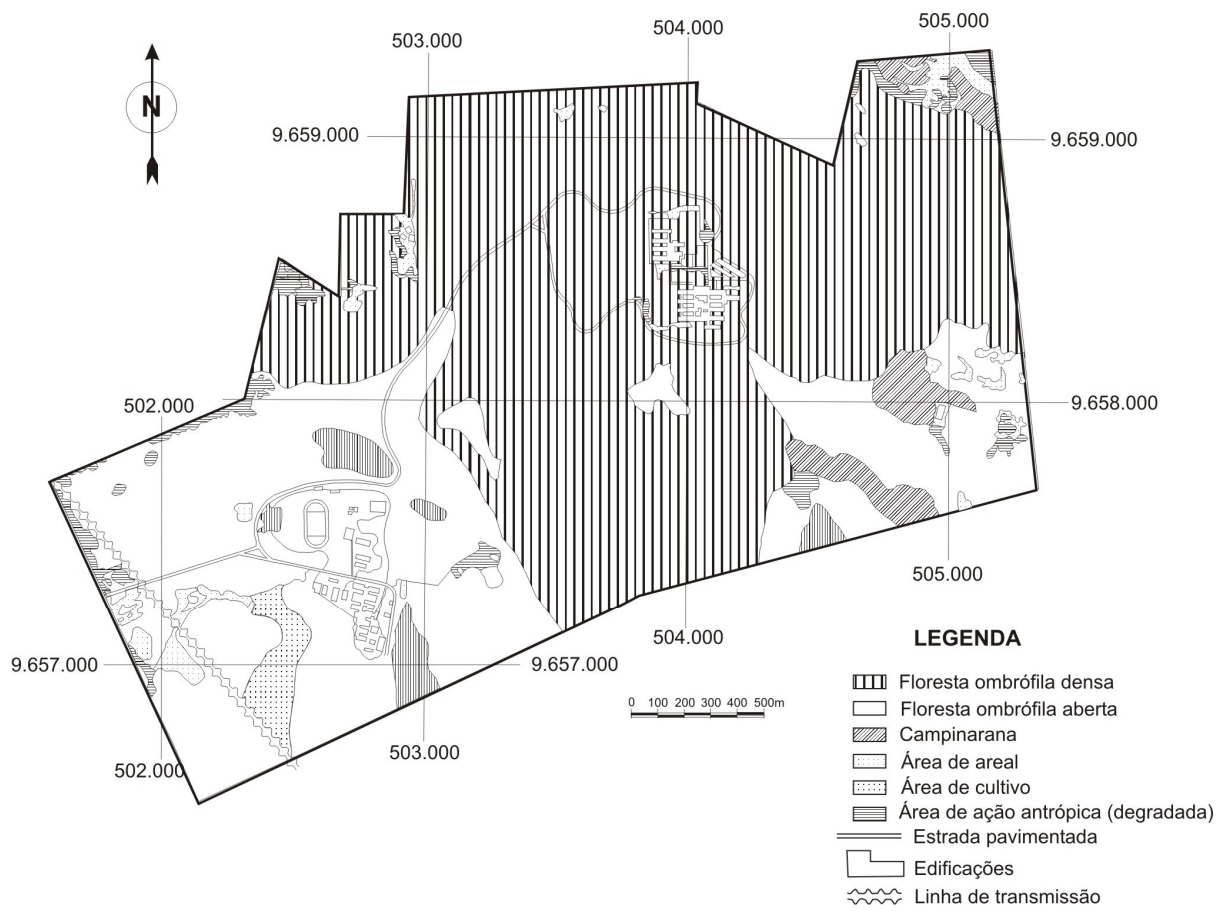 505.000
504.000
503.000
N
9.659.000
9.659.000
502.000
9.658.000
505.000
504.000
9.657.000
9.657.000
503.000
502.000
0 100 200 300 400 500m
LEGENDA
Floresta ombrófila densa
Floresta ombrófila aberta
Campinarana
Área de areal
Área de cultivo
Área de ação antrópica (degradada)
Estrada pavimentada
Edificações
Linha de transmissão